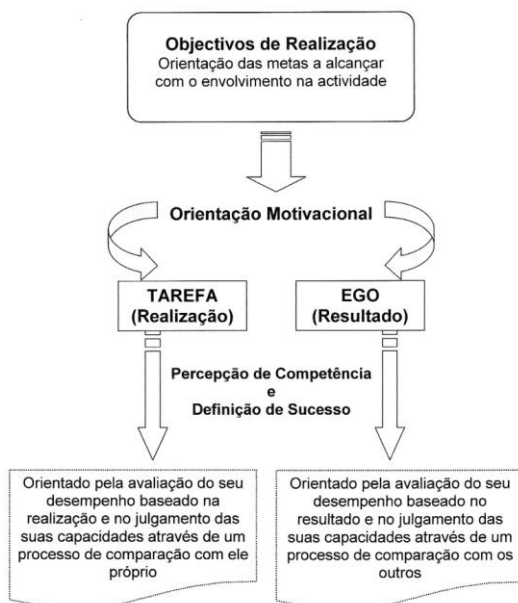 Objectivos de Realização
Orientação das metas a alcançar
com o envolvimento na actividade
Orientação Motivacional
TAREFA
(Realização)
EGO
(Resultado)
Percepção de Competência
e
Definição de Sucesso
Orientado pela avaliação do seu
desempenho baseado na
realização e no julgamento das
suas capacidades através de um
processo de comparação com ele
próprio
Orientado pela avaliação do seu
desempenho baseado no
resultado e no julgamento das
suas capacidades através de um
processo de comparação com os
outros